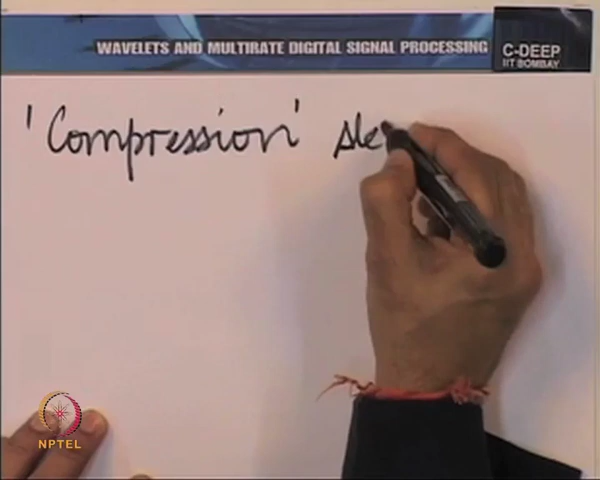 WAVELETS AND MULTIRATE DIGITAL SIGNAL PROCESSING
C-DEEP
IIT BOMBAY
'Compression'
NPTEL